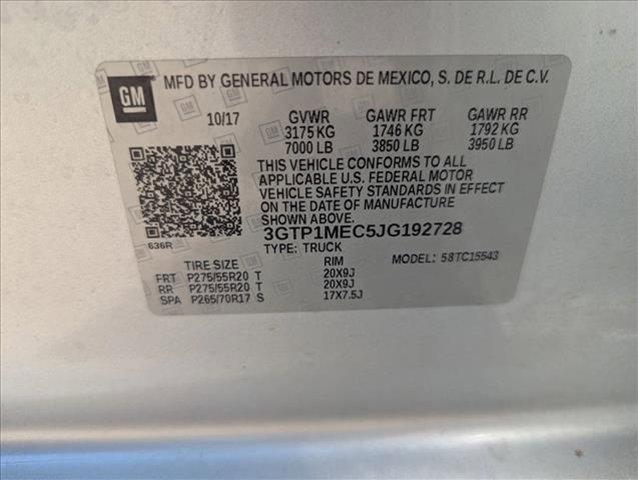 GM MFD BY GENERAL MOTORS DE MEXICO, S. DE R.L. DE C.V.
10/17 GVWR GAWR FRT GAWR RR
3175 KG 1746 KG 1792 KG
7000 LB 3850 LB 3950 LB
THIS VEHICLE CONFORMS TO ALL
APPLICABLE U.S. FEDERAL MOTOR
VEHICLE SAFETY STANDARDS IN EFFECT
ON THE DATE OF MANUFACTURE
SHOWN ABOVE.
3GTP1MEC5JG192728
636R TYPE: TRUCK MODEL: 58TC15543
TIRE SIZE RIM
FRT P275/55R20 T 20X9J
RR P275/55R20 T 20X9J
SPA P265/70R17 S 17X7.5J